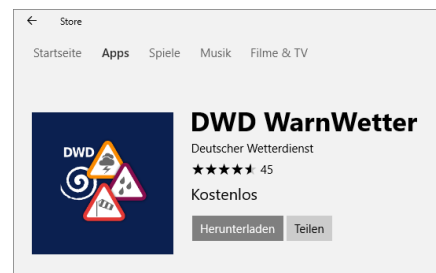 Store
Startseite Apps Spiele Musik Filme & TV
DWD
DWD WarnWetter
Deutscher Wetterdienst
45
Kostenlos
Herunterladen Teilen